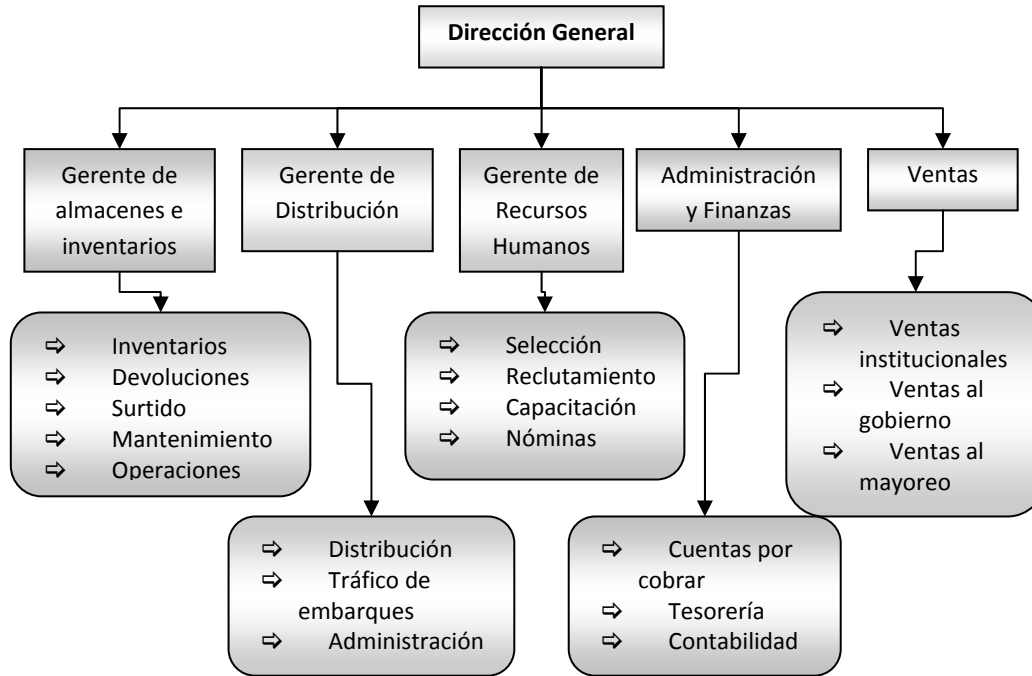 Dirección General
Gerente de
almacenes e
inventarios
Gerente de
Distribución
Gerente de
Recursos
Humanos
Administración
y Finanzas
Ventas
⇨ Inventarios
⇨ Devoluciones
⇨ Surtido
⇨ Mantenimiento
⇨ Operaciones
⇨ Selección
⇨ Reclutamiento
⇨ Capacitación
⇨ Nóminas
⇨ Ventas
institucionales
⇨ Ventas al
gobierno
⇨ Ventas al
mayoreo
⇨ Distribución
⇨ Tráfico de
embarques
⇨ Administración
⇨ Cuentas por
cobrar
⇨ Tesorería
⇨ Contabilidad